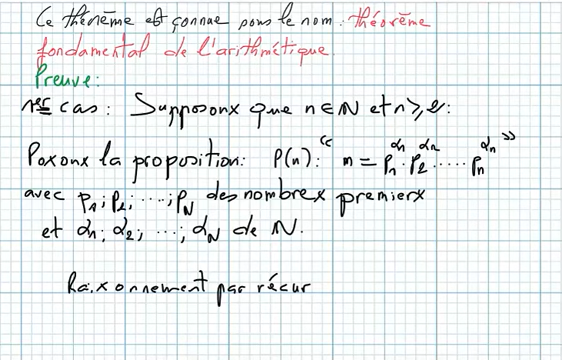 Ce théorème est connue sous le nom : théorème
fondamental de l'arithmétique.
Preuve :
1er cas : Supposons que n ∈ ℕ et n ⩾ 2 :
Posons la proposition : P(n) : " n = p₁^α₁ · p₂^α₂ · ... · pₙ^αₙ "
avec p₁ ; p₂ ; ... ; p_N des nombres premiers
et α₁ ; α₂ ; ... ; α_N de ℕ.
Raisonnement par récur